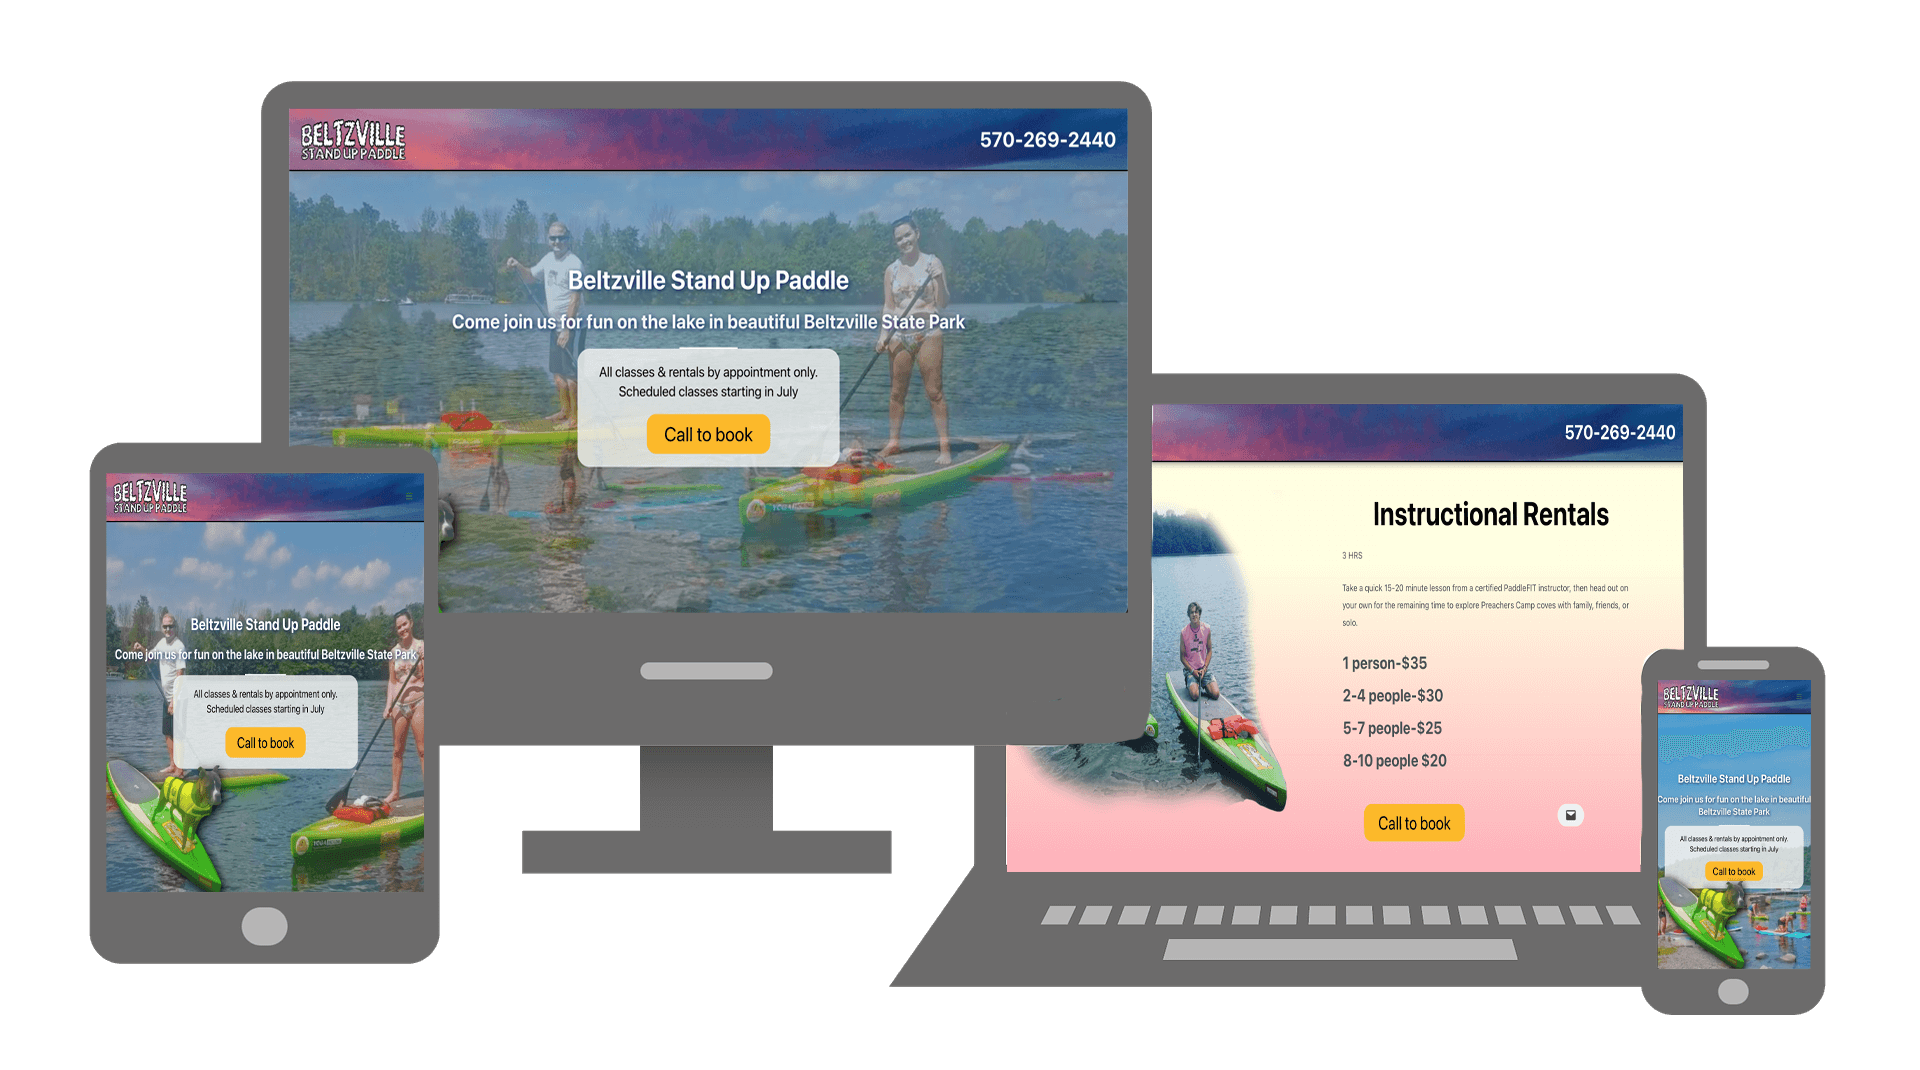 BELTZVILLE
STAND UP PADDLE
570-269-2440
Beltzville Stand Up Paddle
Come join us for fun on the lake in beautiful Beltzville State Park
All classes & rentals by appointment only.
Scheduled classes starting in July
Call to book
BELTZVILLE
STAND UP PADDLE
Beltzville Stand Up Paddle
Come join us for fun on the lake in beautiful Beltzville State Park
All classes & rentals by appointment only.
Scheduled classes starting in July
Call to book
570-269-2440
Instructional Rentals
3 HRS
Take a quick 15-20 minute lesson from a certified PaddleFIT instructor, then head out on
your own for the remaining time to explore Preachers Camp coves with family, friends, or
solo.
1 person-$35
2-4 people-$30
5-7 people-$25
8-10 people $20
Call to book
BELTZVILLE
STAND UP PADDLE
Beltzville Stand Up Paddle
Come join us for fun on the lake in beautiful
Beltzville State Park
All classes & rentals by appointment only.
Scheduled classes starting in July
Call to book